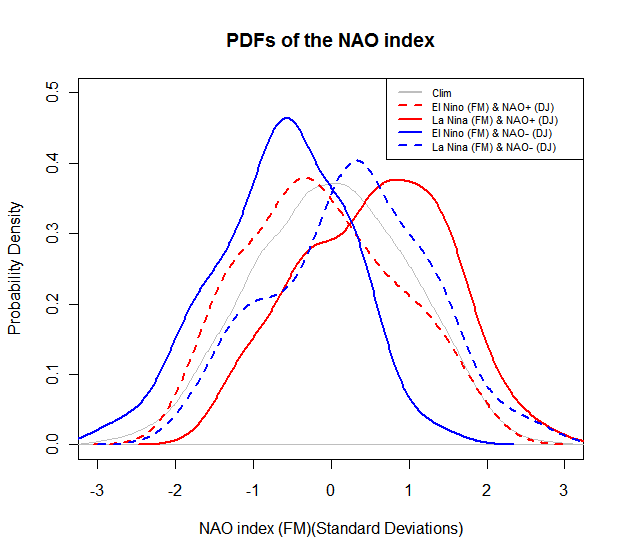 PDFs of the NAO index
Clim
El Nino (FM) & NAO+ (DJ)
La Nina (FM) & NAO+ (DJ)
El Nino (FM) & NAO- (DJ)
La Nina (FM) & NAO- (DJ)
Probability Density
0.5
0.4
0.3
0.2
0.1
0.0
-3 -2 -1 0 1 2 3
NAO index (FM)(Standard Deviations)